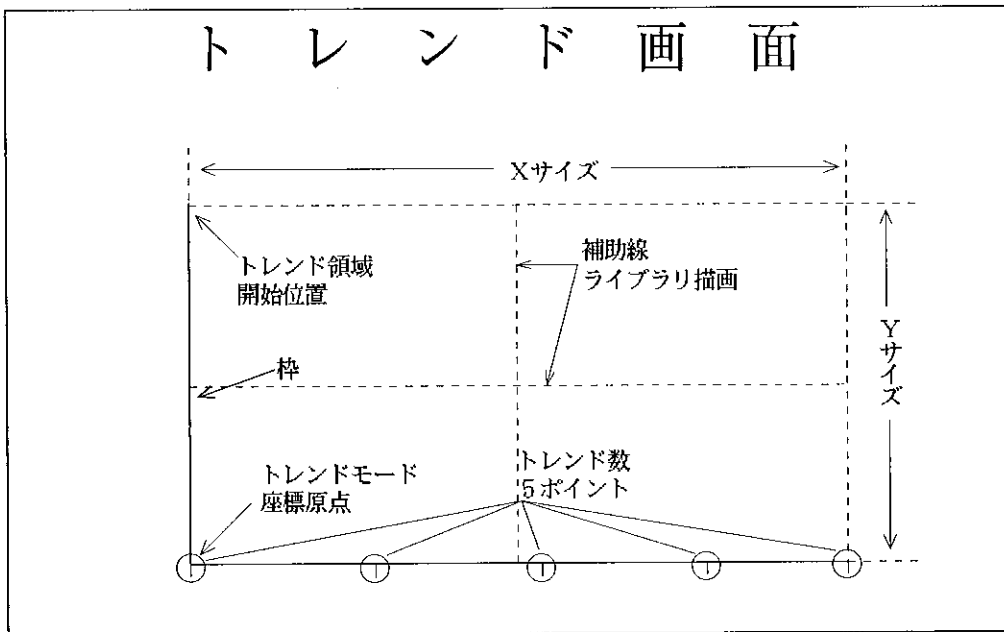 トレンド画面
Xサイズ
トレンド領域
開始位置
補助線
ライブラリ描画
Yサイズ
枠
トレンドモード
座標原点
トレンド数
5ポイント